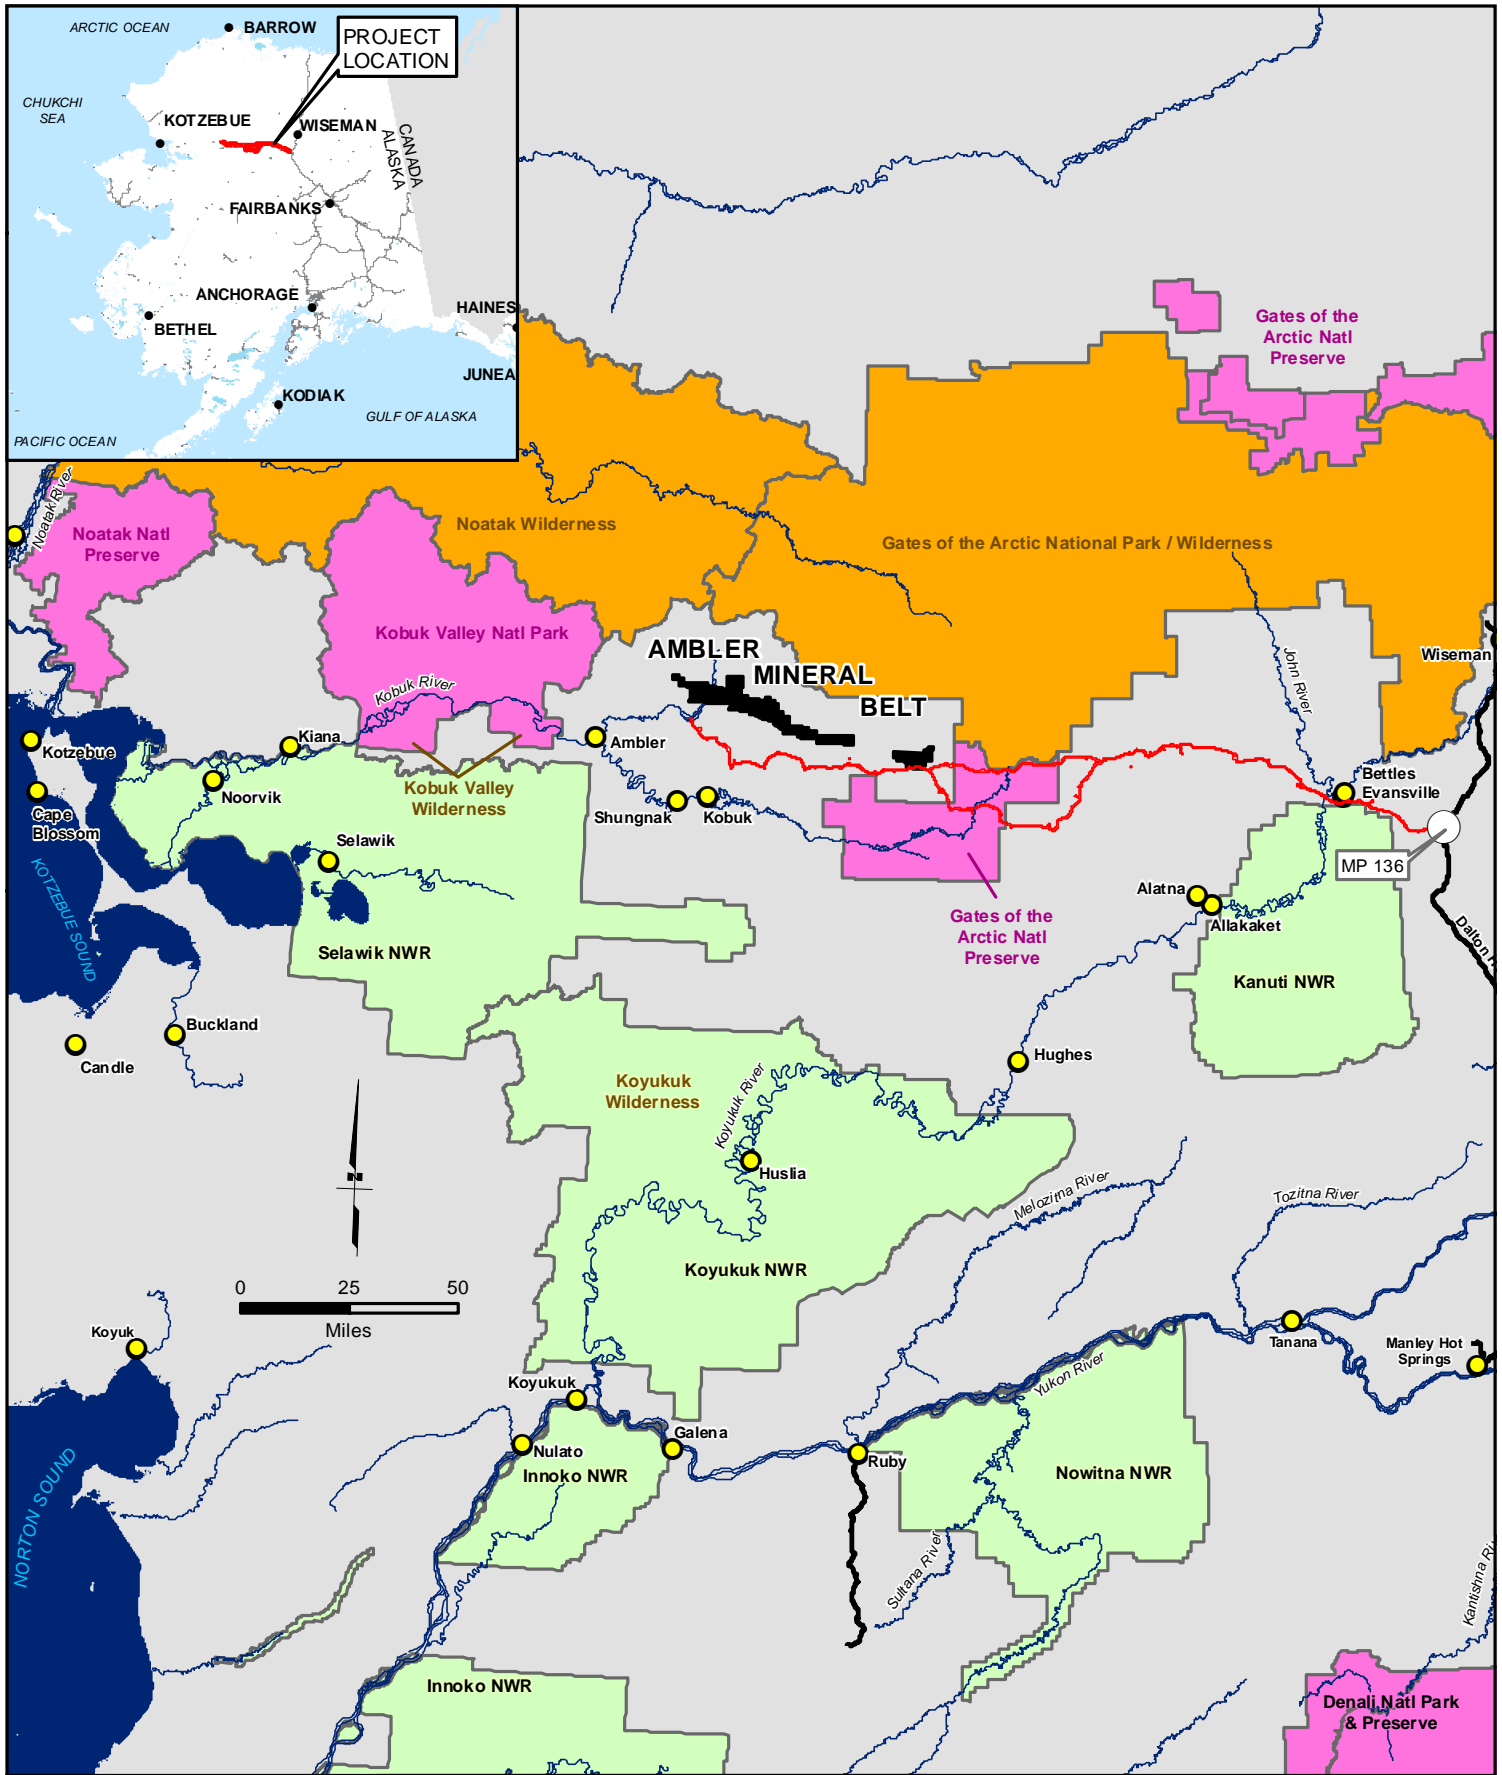 ARCTIC OCEAN
BARROW
PROJECT
LOCATION
CHUKCHI
SEA
KOTZEBUE
WISEMAN
CANADA
ALASKA
FAIRBANKS
ANCHORAGE
BETHEL
HAINES
JUNEA
KODIAK
GULF OF ALASKA
PACIFIC OCEAN
Gates of the
Arctic Natl
Preserve
Noatak River
Noatak Natl
Preserve
Noatak Wilderness
Gates of the Arctic National Park / Wilderness
Kobuk Valley Natl Park
AMBLER
MINERAL
BELT
Wiseman
John River
Kobuk River
Kotzebue
Kiana
Ambler
Noorvik
Kobuk Valley
Wilderness
Bettles
Evansville
Cape
Blossom
Shungnak
Kobuk
Selawik
MP 136
KOTZEBUE SOUND
Alatna
Allakaket
Gates of the
Arctic Natl
Preserve
Dalton H
Selawik NWR
Kanuti NWR
Buckland
Candle
Hughes
Koyukuk
Wilderness
Koyukuk River
Huslia
N
Melozitna River
Tozitna River
Koyukuk NWR
0 25 50
Miles
Koyuk
Tanana
Manley Hot
Springs
Yukon River
Koyukuk
Galena
Nulato
Ruby
Innoko NWR
Nowitna NWR
NORTON SOUND
Sultana River
Kantishna Riv
Innoko NWR
Denali Natl Park
& Preserve